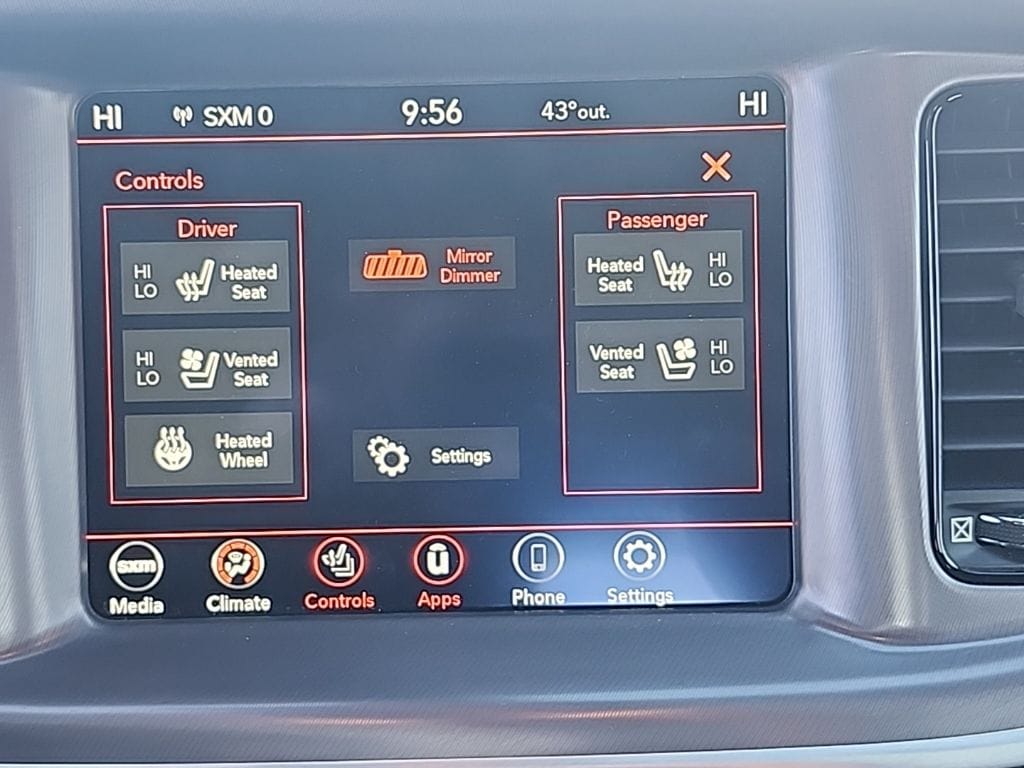 HI SXM 0 9:56 43° out. HI
Controls
Driver
HI
LO
Heated
Seat
HI
LO
Vented
Seat
Heated
Wheel
Mirror
Dimmer
Settings
Passenger
Heated
Seat
HI
LO
Vented
Seat
HI
LO
sxm
Media
Climate
Controls
ū
Apps
Phone
Settings